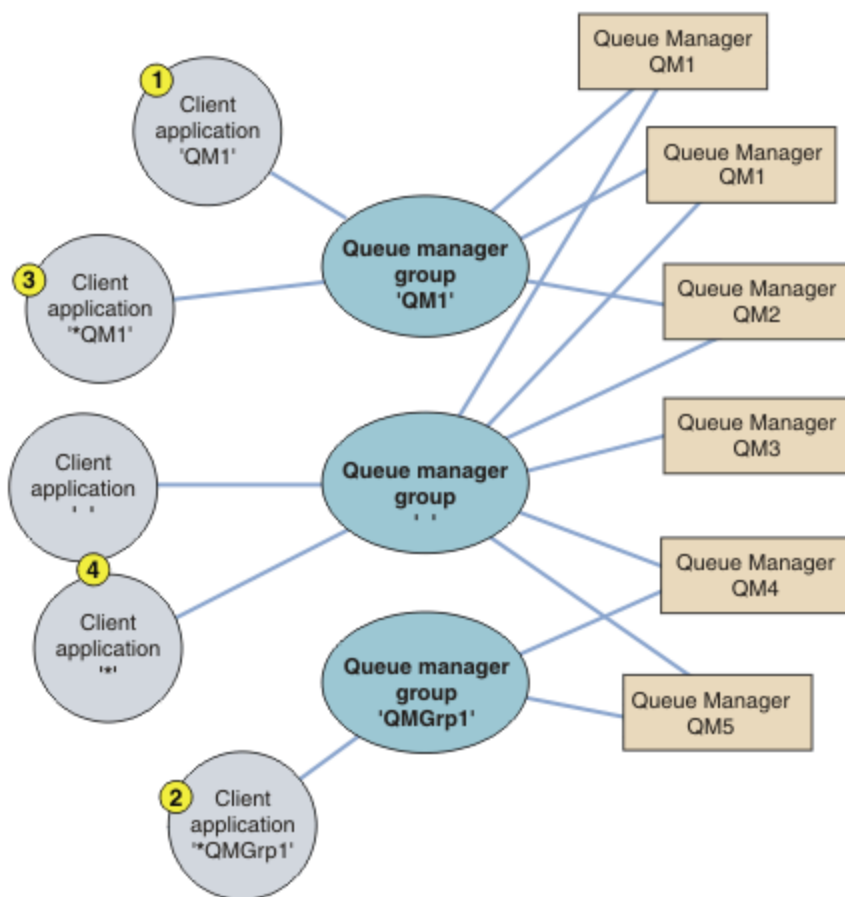 1
Client
application
'QM1'
3
Client
application
'*QM1'
Client
application
' '
4
Client
application
'*'
2
Client
application
'*QMGrp1'
Queue manager
group
'QM1'
Queue manager
group
' '
Queue manager
group
'QMGrp1'
Queue Manager
QM1
Queue Manager
QM1
Queue Manager
QM2
Queue Manager
QM3
Queue Manager
QM4
Queue Manager
QM5